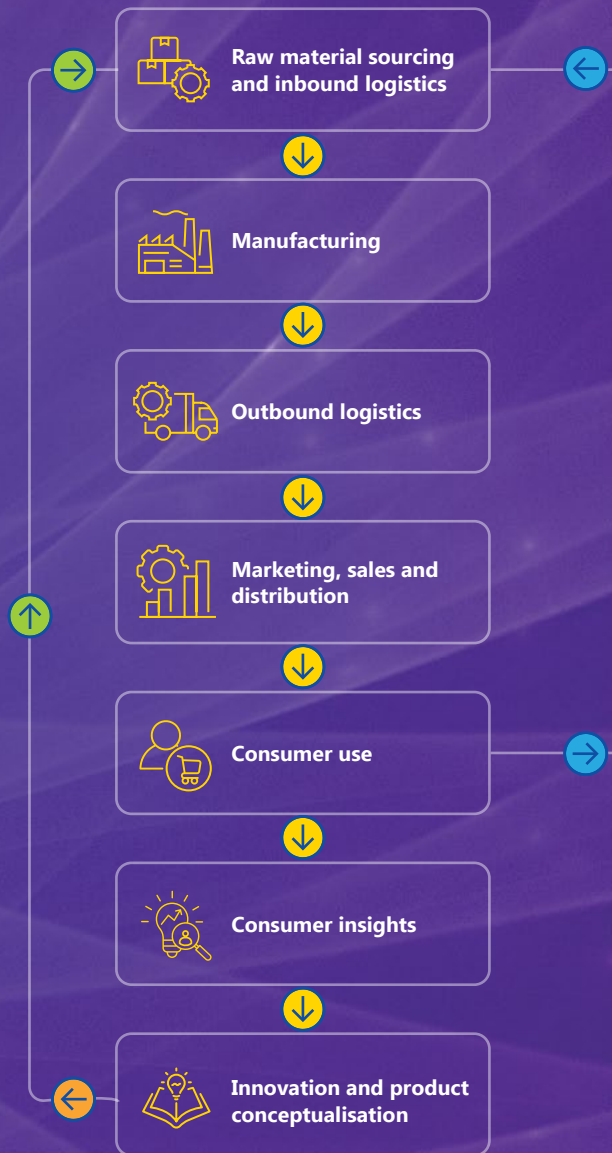 Raw material sourcing
and inbound logistics
Manufacturing
Outbound logistics
Marketing, sales and
distribution
Consumer use
Consumer insights
Innovation and product
conceptualisation